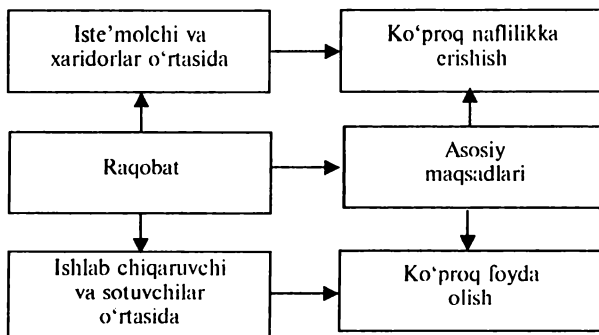 Iste’molchi va
xaridorlar o‘rtasida
Ko‘proq naflilikka
erishish
Raqobat
Asosiy
maqsadlari
Ishlab chiqaruvchi
va sotuvchilar
o‘rtasida
Ko‘proq foyda
olish